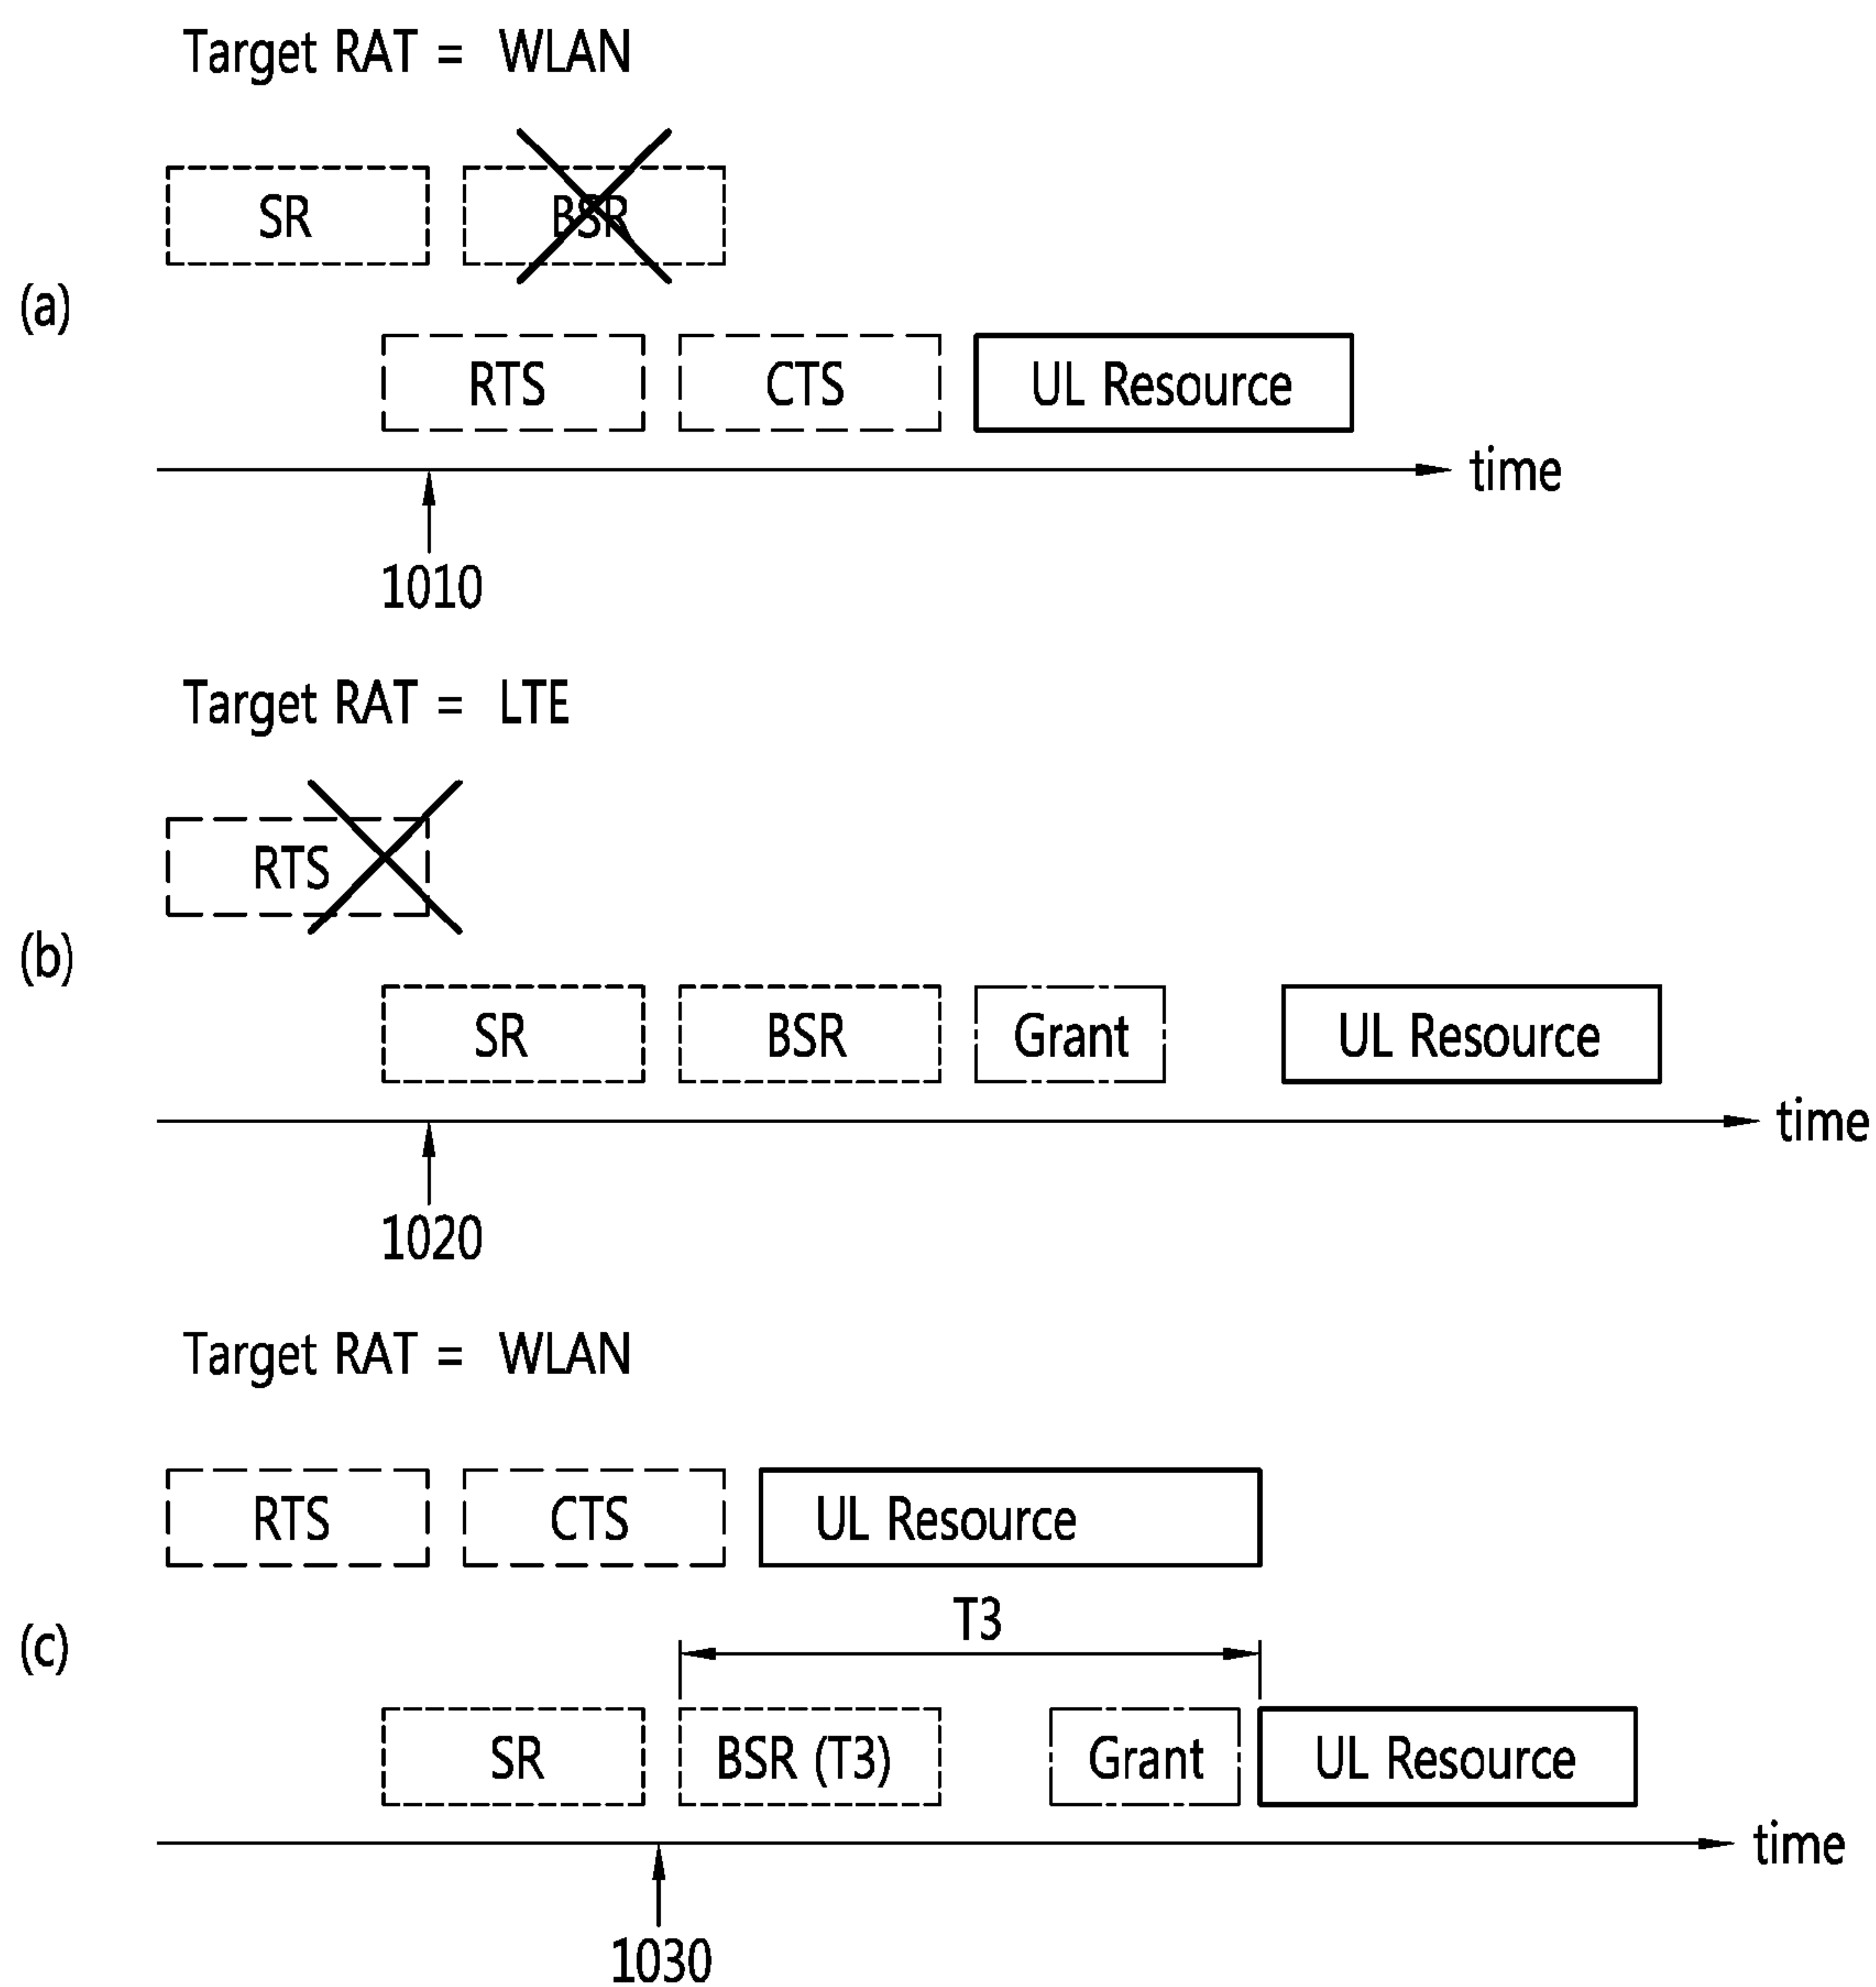 Target RAT = WLAN
SR BSR
(a)
RTS CTS UL Resource
time
1010
Target RAT = LTE
RTS
(b)
SR BSR Grant UL Resource
time
1020
Target RAT = WLAN
RTS CTS UL Resource
T3
(c)
SR BSR (T3) Grant UL Resource
time
1030